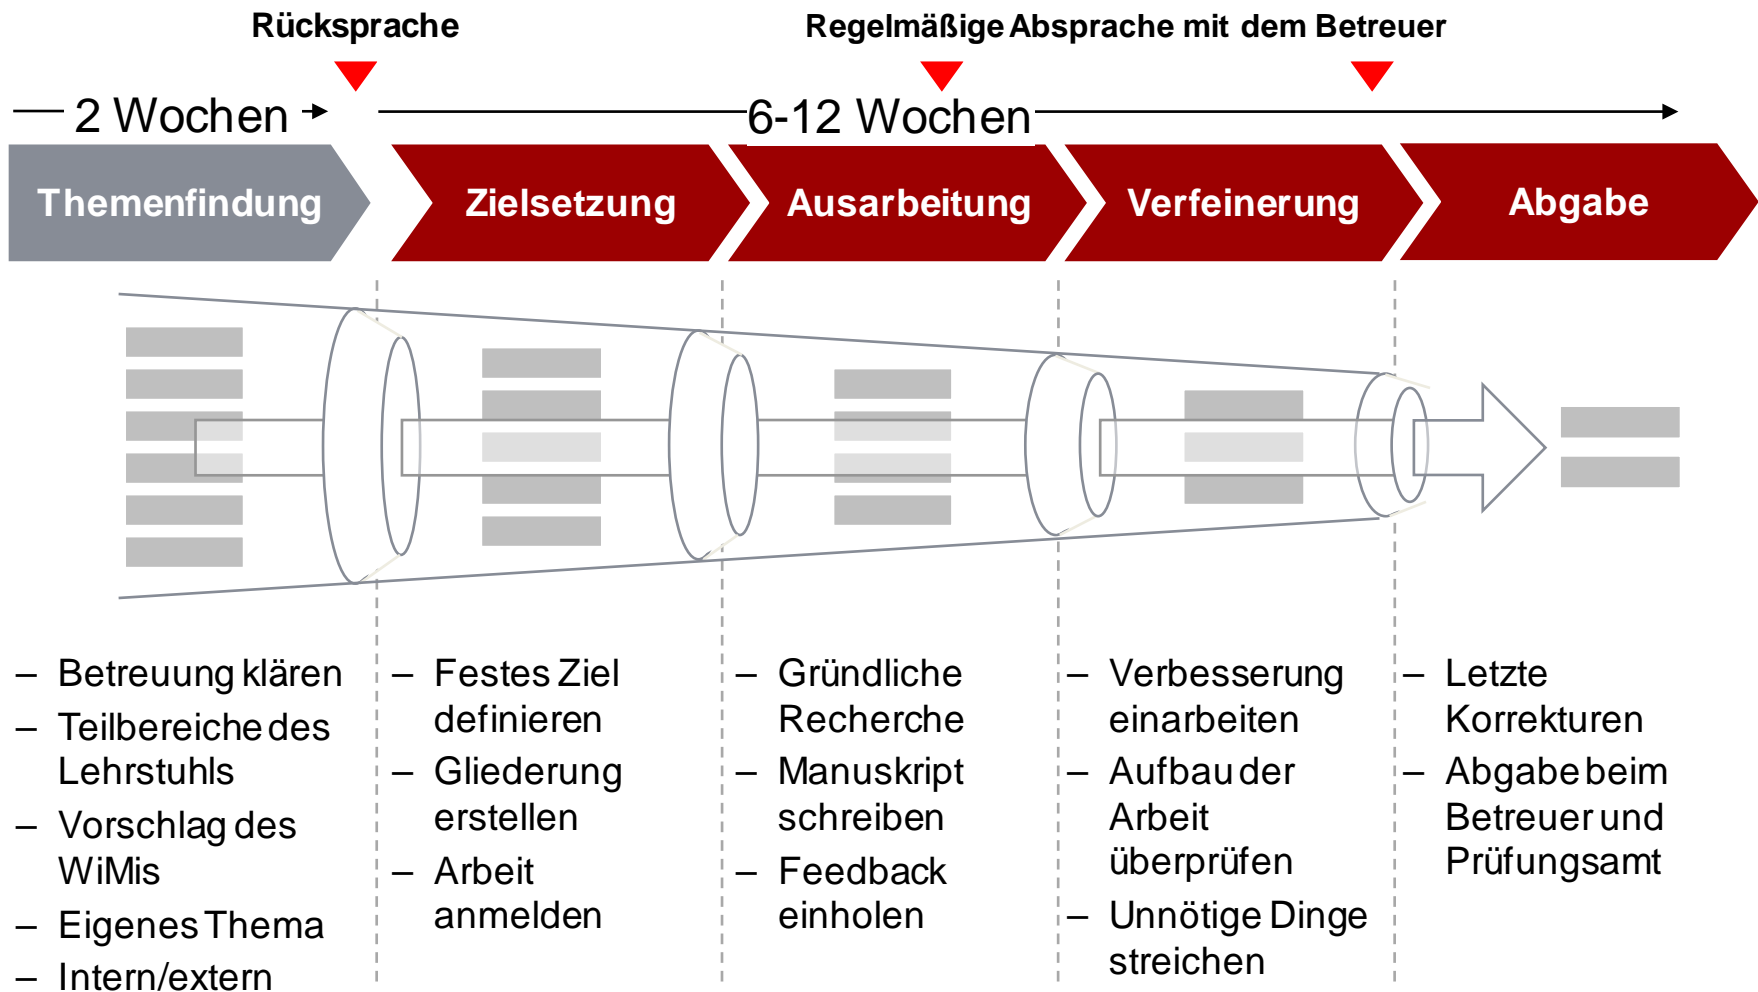 Rücksprache
Regelmäßige Absprache mit dem Betreuer
2 Wochen
6-12 Wochen
Themenfindung
Zielsetzung
Ausarbeitung
Verfeinerung
Abgabe
– Betreuung klären
– Teilbereiche des
Lehrstuhls
– Vorschlag des
WiMis
– Eigenes Thema
– Intern/extern
– Festes Ziel
definieren
– Gliederung
erstellen
– Arbeit
anmelden
– Gründliche
Recherche
– Manuskript
schreiben
– Feedback
einholen
– Verbesserung
einarbeiten
– Aufbau der
Arbeit
überprüfen
– Unnötige Dinge
streichen
– Letzte
Korrekturen
– Abgabe beim
Betreuer und
Prüfungsamt